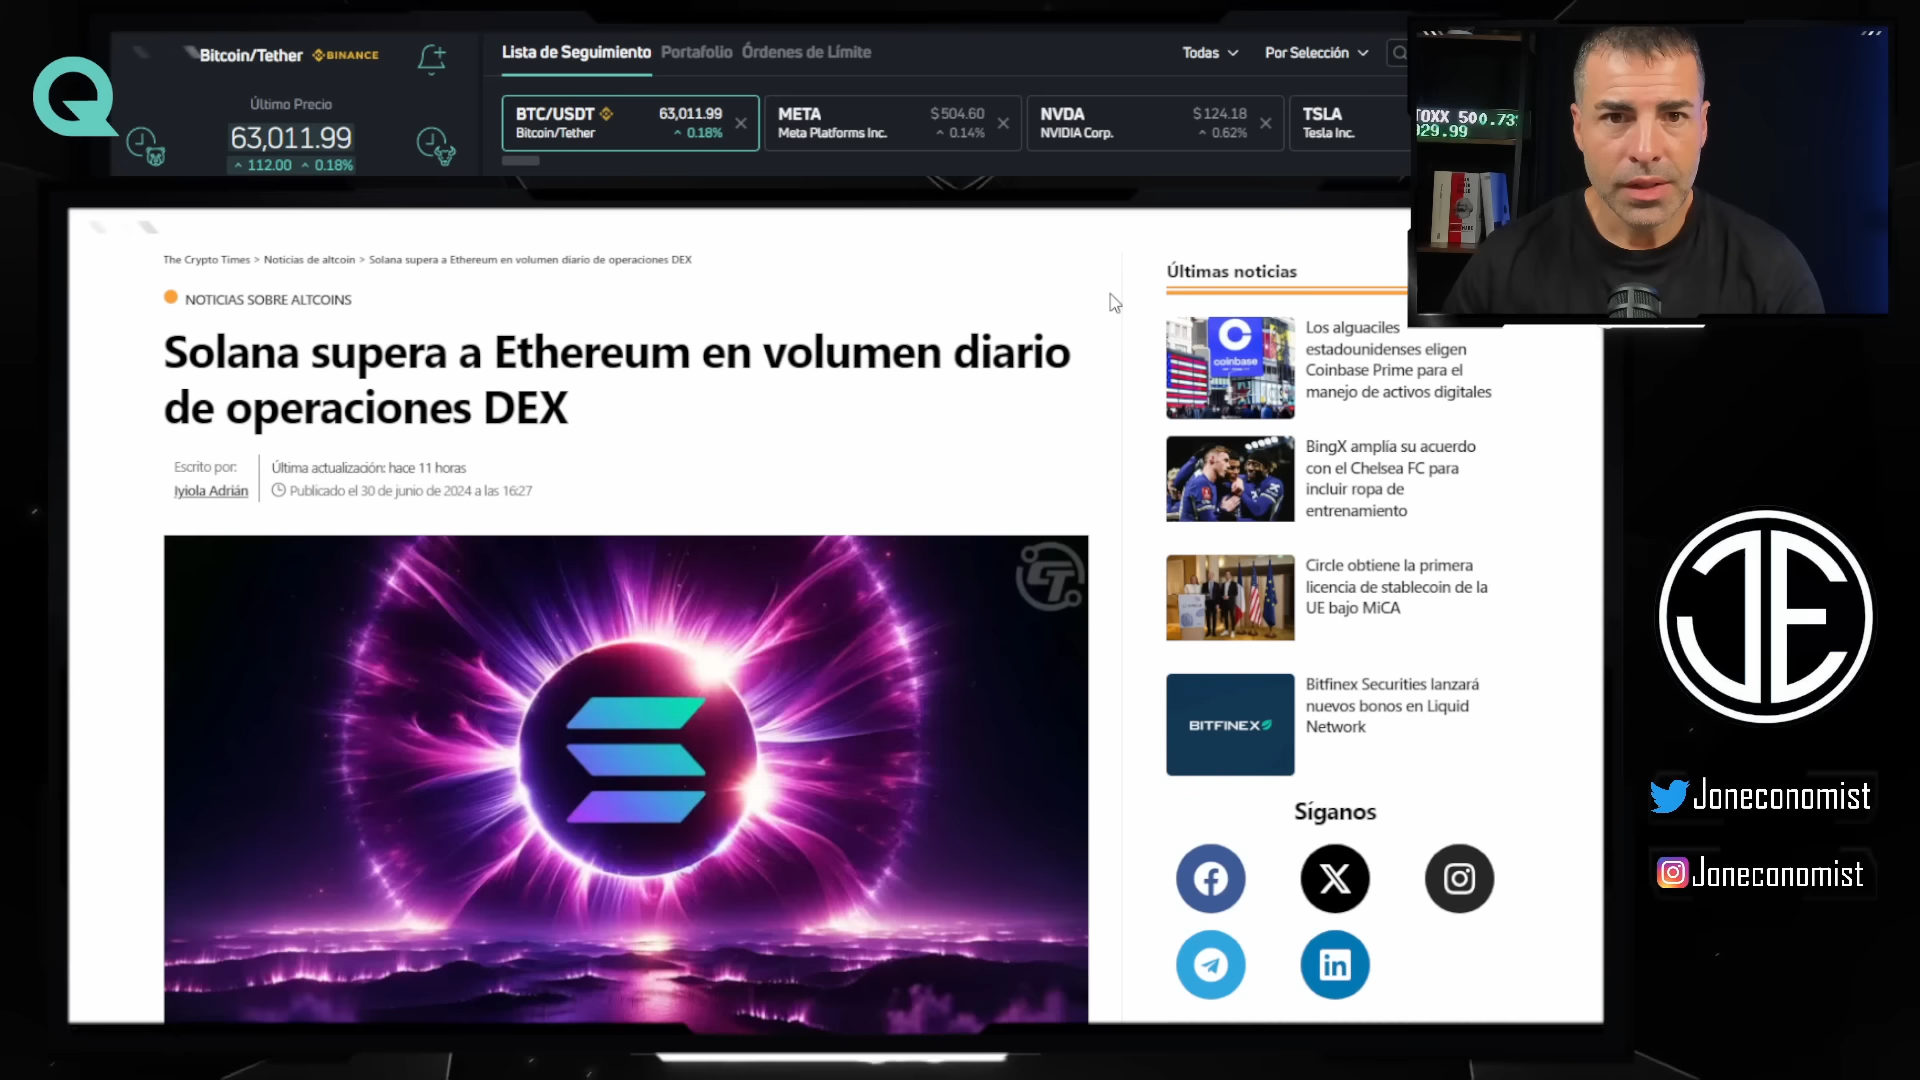 Bitcoin/Tether BINANCE
Último Precio
63,011.99
112.00 0.18%
Lista de Seguimiento Portafolio Órdenes de Límite
Todas Por Selección
BTC/USDT 63,011.99
Bitcoin/Tether 0.18%
META $504.60
Meta Platforms Inc. 0.14%
NVDA $124.18
NVIDIA Corp. 0.62%
TSLA
Tesla Inc.
TOXX 500.73
929.99
The Crypto Times > Noticias de altcoin > Solana supera a Ethereum en volumen diario de operaciones DEX
NOTICIAS SOBRE ALTCOINS
Solana supera a Ethereum en volumen diario
de operaciones DEX
Escrito por:
Iyiola Adrián
Última actualización: hace 11 horas
Publicado el 30 de junio de 2024 a las 16:27
Últimas noticias
coinbase
Los alguaciles
estadounidenses eligen
Coinbase Prime para el
manejo de activos digitales
BingX amplía su acuerdo
con el Chelsea FC para
incluir ropa de
entrenamiento
Circle obtiene la primera
licencia de stablecoin de la
UE bajo MiCA
BITFINEX
Bitfinex Securities lanzará
nuevos bonos en Liquid
Network
Síganos
JE
Joneconomist
Joneconomist